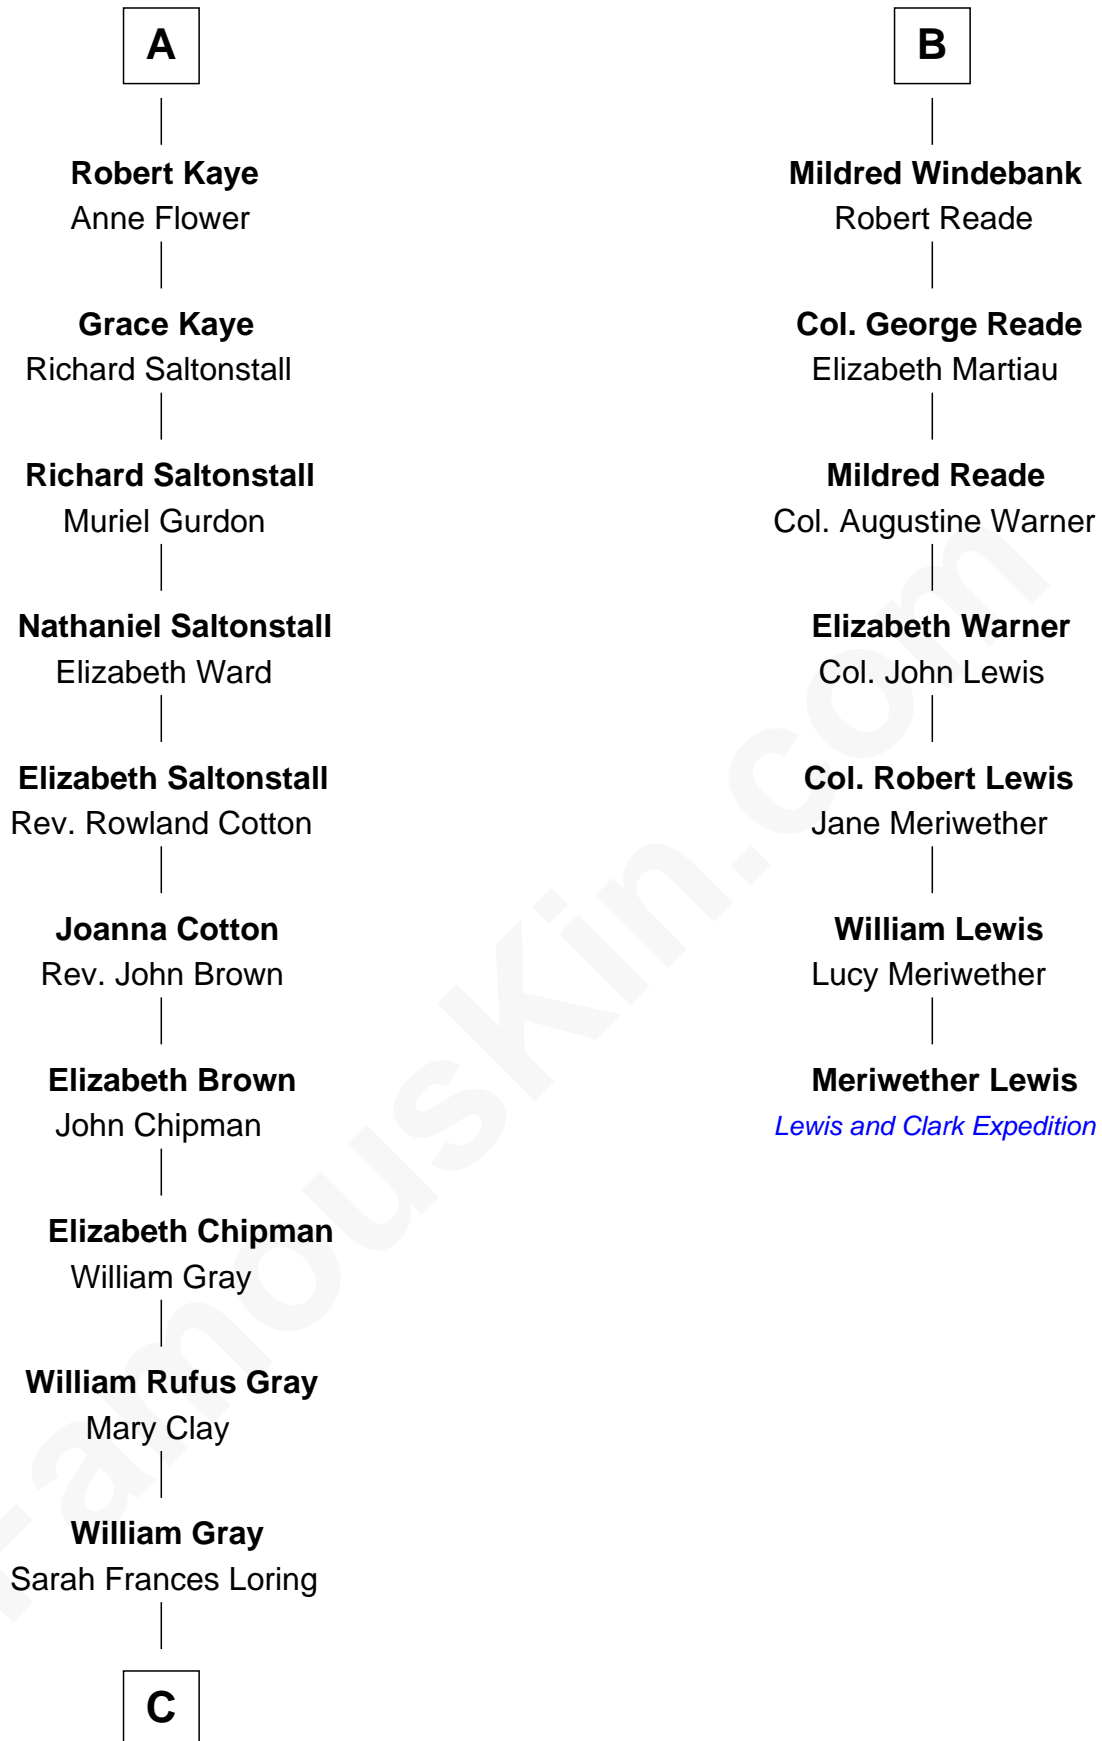 A
Robert Kaye
Anne Flower
Grace Kaye
Richard Saltonstall
Richard Saltonstall
Muriel Gurdon
Nathaniel Saltonstall
Elizabeth Ward
Elizabeth Saltonstall
Rev. Rowland Cotton
Joanna Cotton
Rev. John Brown
Elizabeth Brown
John Chipman
Elizabeth Chipman
William Gray
William Rufus Gray
Mary Clay
William Gray
Sarah Frances Loring
C
B
Mildred Windebank
Robert Reade
Col. George Reade
Elizabeth Martiau
Mildred Reade
Col. Augustine Warner
Elizabeth Warner
Col. John Lewis
Col. Robert Lewis
Jane Meriwether
William Lewis
Lucy Meriwether
Meriwether Lewis
Lewis and Clark Expedition
FamousKin.com